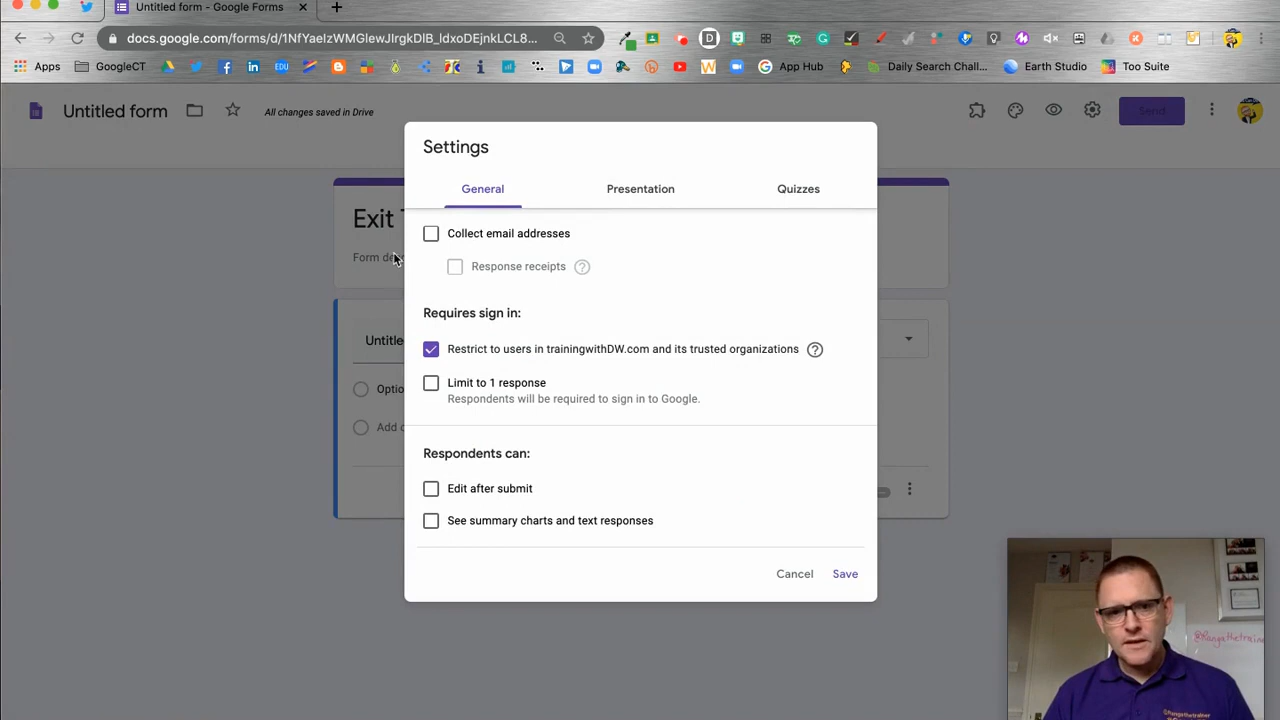 Untitled form - Google Forms
docs.google.com/forms/d/1NfYaelzWMGlewJlrgkDlB_ldxoDEjnkLCL8...
Apps
GoogleCT
App Hub
Daily Search Chall...
Earth Studio
Too Suite
Untitled form
All changes saved in Drive
Send
Exit
Form de
Settings
General
Presentation
Quizzes
Collect email addresses
Response receipts
Requires sign in:
Restrict to users in trainingwithDW.com and its trusted organizations
Limit to 1 response
Respondents will be required to sign in to Google.
Respondents can:
Edit after submit
See summary charts and text responses
Cancel
Save
Untitle
Optio
Add o
@Rangathetraine